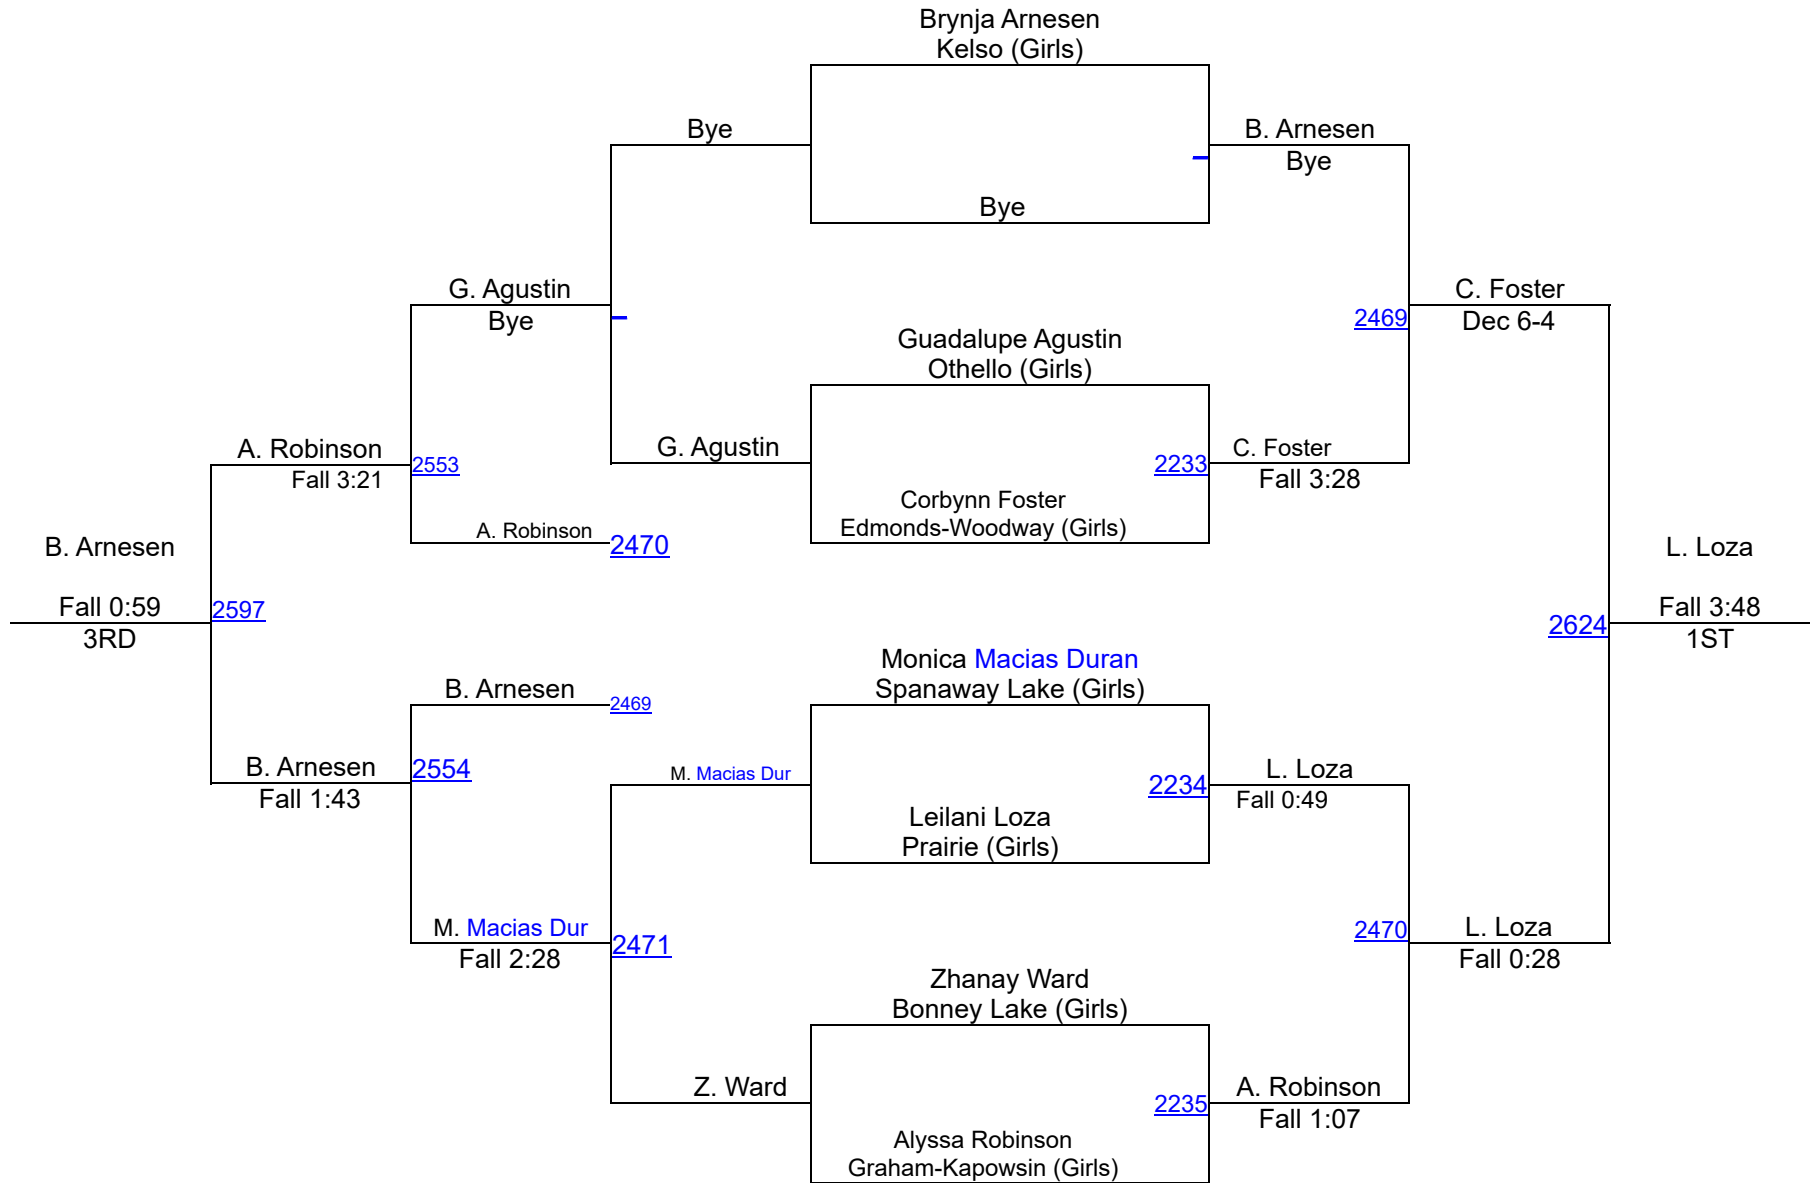 Brynja Arnesen
Kelso (Girls)
Bye
B. Arnesen
Bye
Bye
G. Agustin
Bye
C. Foster
2469
Dec 6-4
Guadalupe Agustin
Othello (Girls)
A. Robinson
2553
Fall 3:21
G. Agustin
2233
C. Foster
Fall 3:28
Corbynn Foster
Edmonds-Woodway (Girls)
A. Robinson
2470
B. Arnesen
Fall 0:59
2597
3RD
L. Loza
Fall 3:48
2624
1ST
Monica Macias Duran
Spanaway Lake (Girls)
B. Arnesen
2469
B. Arnesen
2554
Fall 1:43
M. Macias Dur
2234
L. Loza
Fall 0:49
Leilani Loza
Prairie (Girls)
M. Macias Dur
2471
Fall 2:28
2470
L. Loza
Fall 0:28
Zhanay Ward
Bonney Lake (Girls)
Z. Ward
2235
A. Robinson
Fall 1:07
Alyssa Robinson
Graham-Kapowsin (Girls)